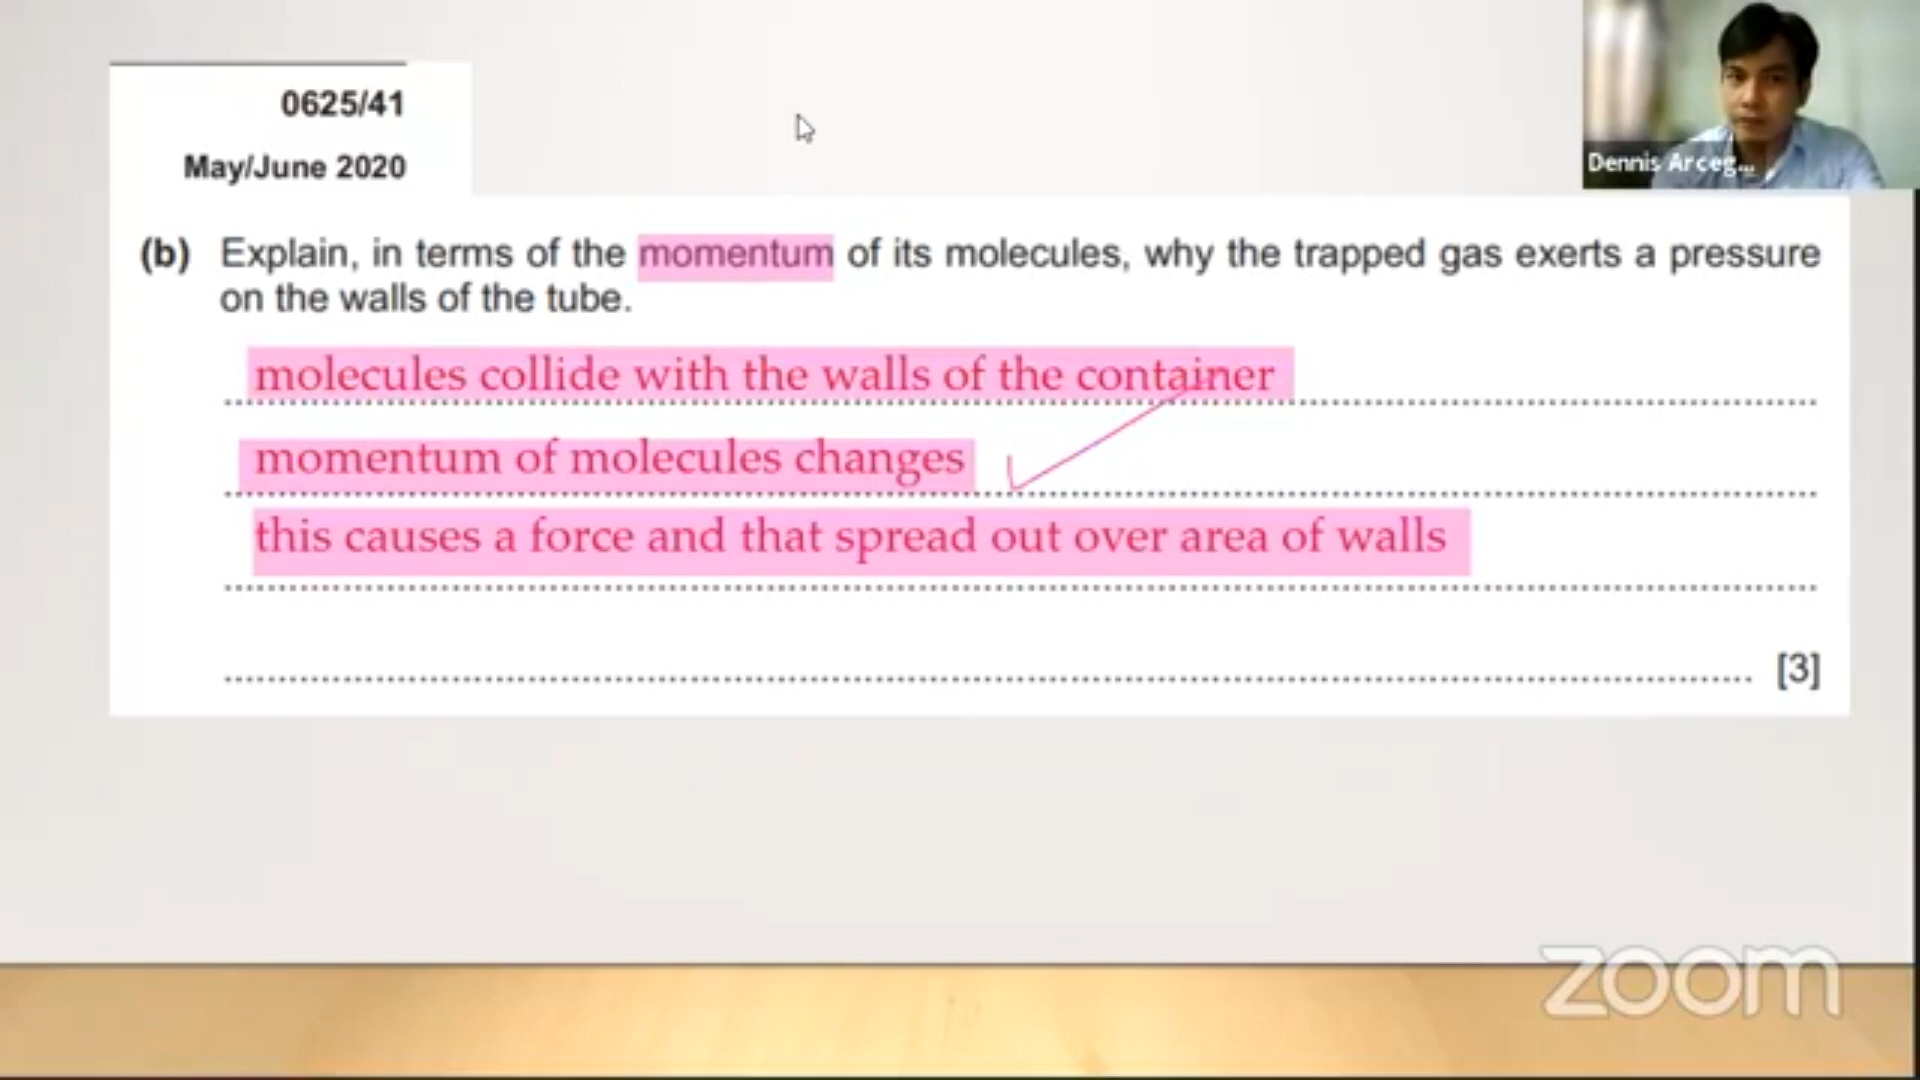 0625/41
May/June 2020
Dennis Arceg...
(b) Explain, in terms of the momentum of its molecules, why the trapped gas exerts a pressure
on the walls of the tube.
molecules collide with the walls of the container
momentum of molecules changes
this causes a force and that spread out over area of walls
[3]
zoom